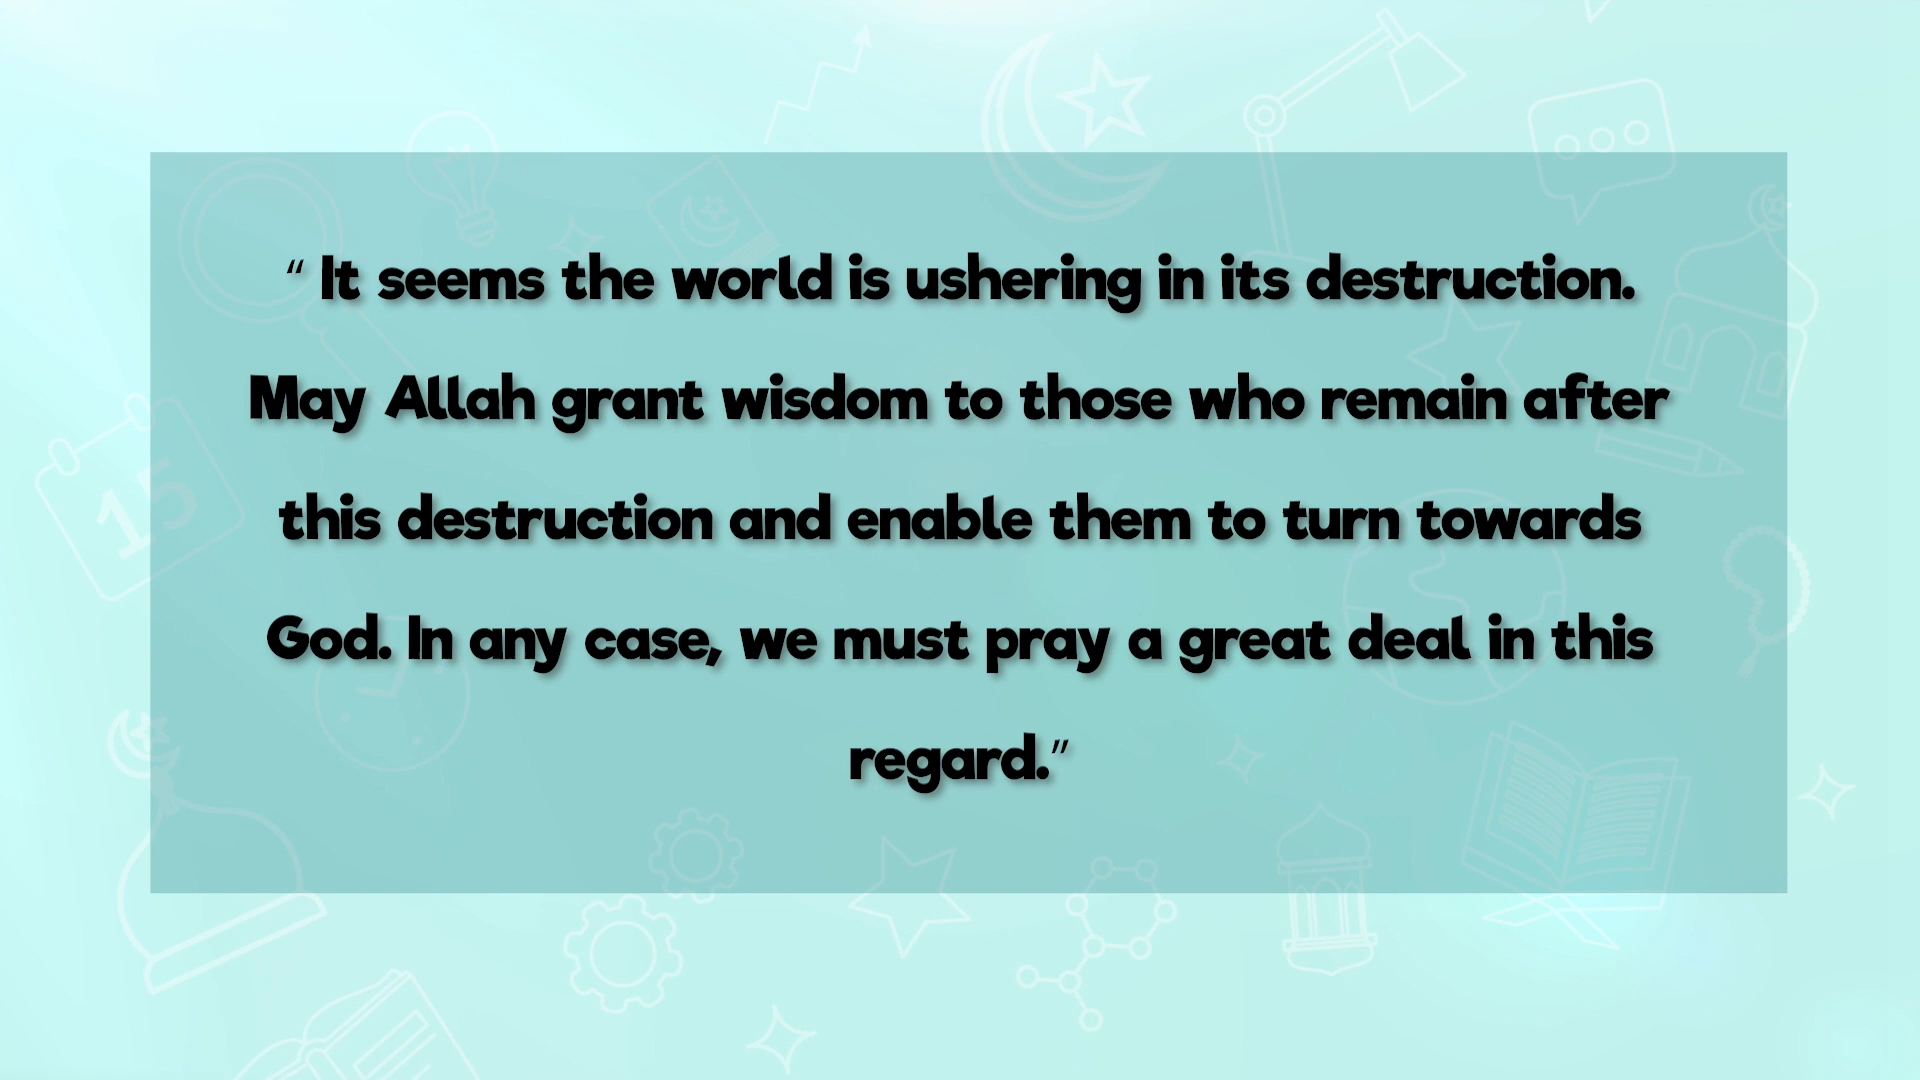 “ It seems the world is ushering in its destruction.
May Allah grant wisdom to those who remain after
this destruction and enable them to turn towards
God. In any case, we must pray a great deal in this
regard.”
15